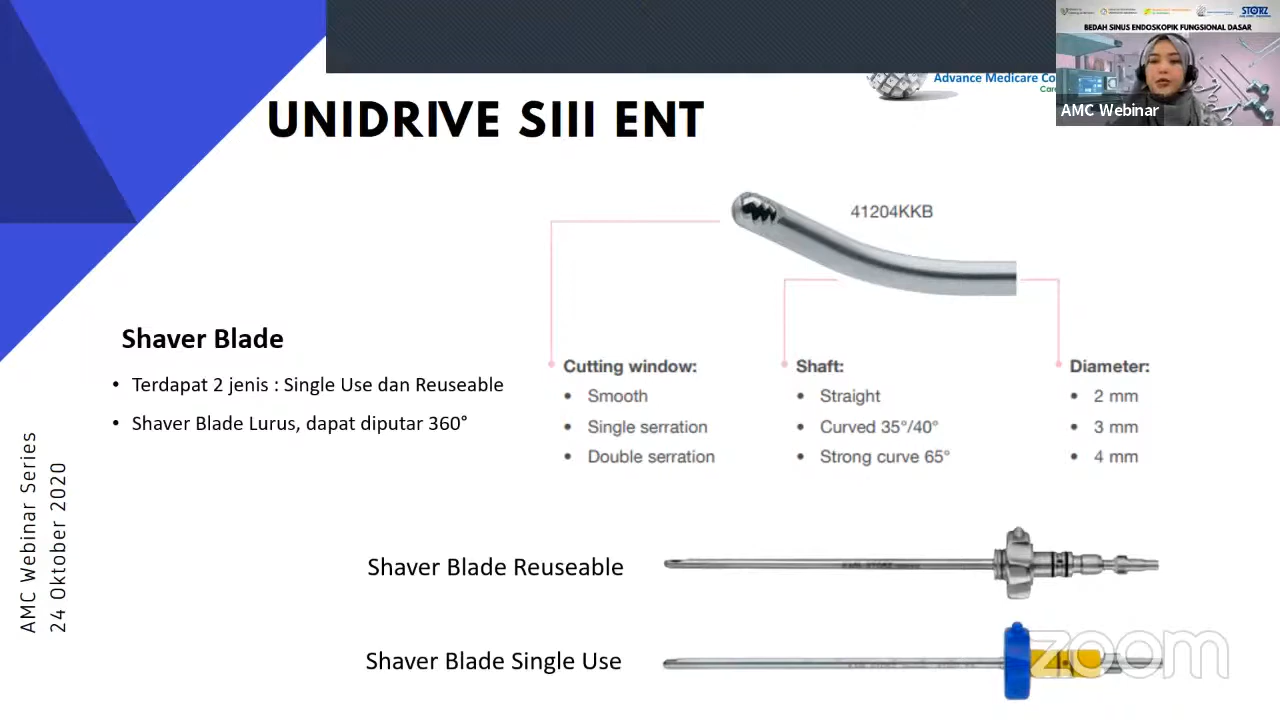 STORZ
BEDAH SINUS ENDOSKOPIK FUNGSIONAL DASAR
AMC Webinar
Advance Medicare Co
UNIDRIVE SIII ENT
41204KKB
Shaver Blade
• Terdapat 2 jenis : Single Use dan Reuseable
• Shaver Blade Lurus, dapat diputar 360°
Cutting window:
• Smooth
• Single serration
• Double serration
Shaft:
• Straight
• Curved 35°/40°
• Strong curve 65°
Diameter:
• 2 mm
• 3 mm
• 4 mm
AMC Webinar Series
24 Oktober 2020
Shaver Blade Reuseable
Shaver Blade Single Use
zoom